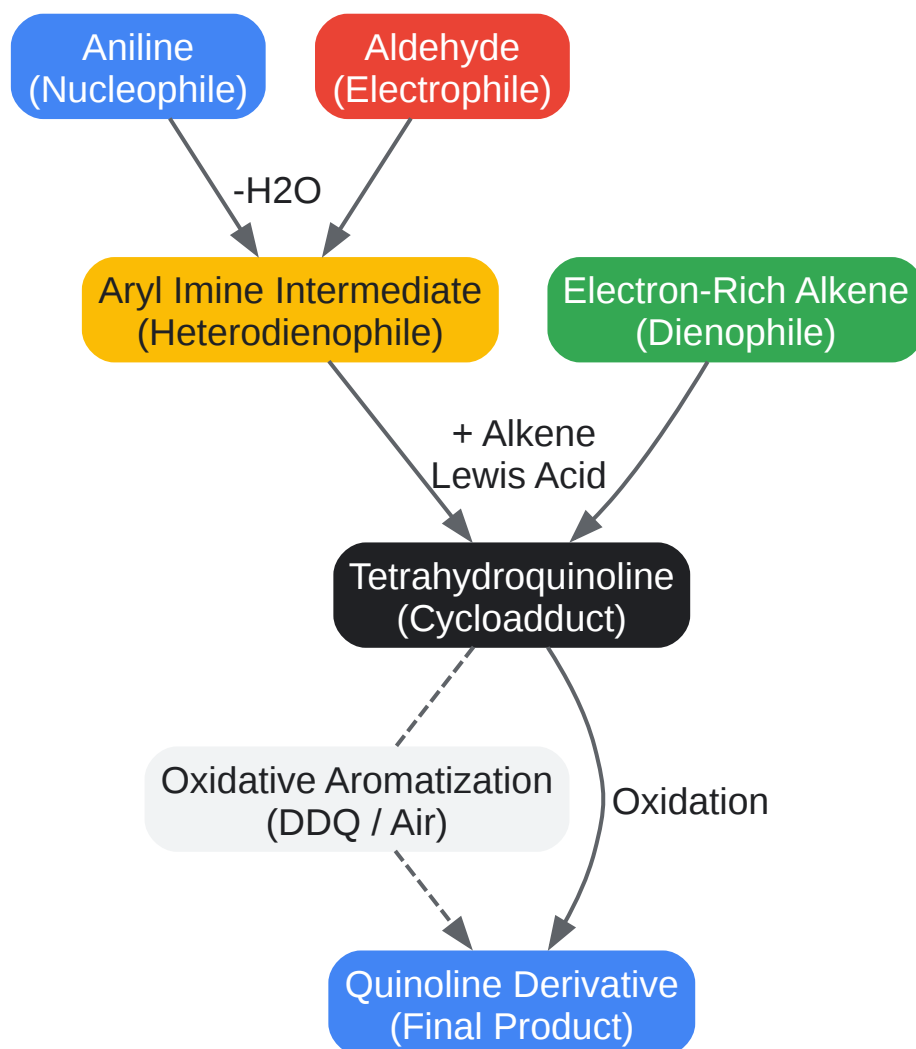 Aniline
(Nucleophile)
Aldehyde
(Electrophile)
-H2O
Aryl Imine Intermediate
(Heterodienophile)
Electron-Rich Alkene
(Dienophile)
+ Alkene
Lewis Acid
Tetrahydroquinoline
(Cycloadduct)
Oxidative Aromatization
(DDQ / Air)
Oxidation
Quinoline Derivative
(Final Product)